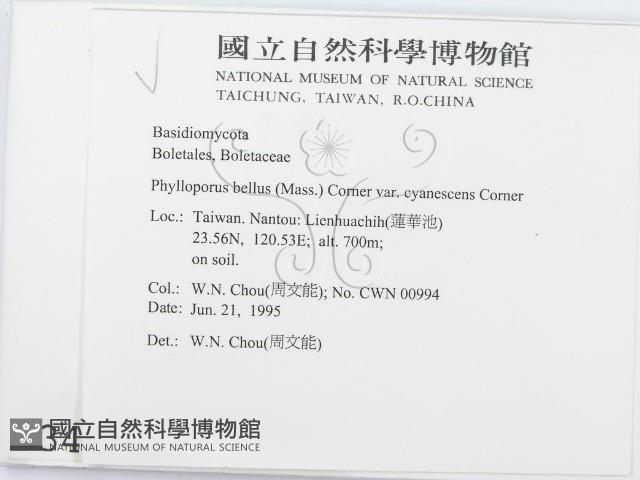 國立自然科學博物館
NATIONAL MUSEUM OF NATURAL SCIENCE
TAICHUNG, TAIWAN, R.O.CHINA
Basidiomycota
Boletales, Boletaceae
Phylloporus bellus (Mass.) Corner var. cyanescens Corner
Loc.: Taiwan. Nantou: Lienhuachih(蓮華池)
23.56N, 120.53E; alt. 700m;
on soil.
Col.: W.N. Chou(周文能); No. CWN 00994
Date: Jun. 21, 1995
Det.: W.N. Chou(周文能)
34
國立自然科學博物館
NATIONAL MUSEUM OF NATURAL SCIENCE